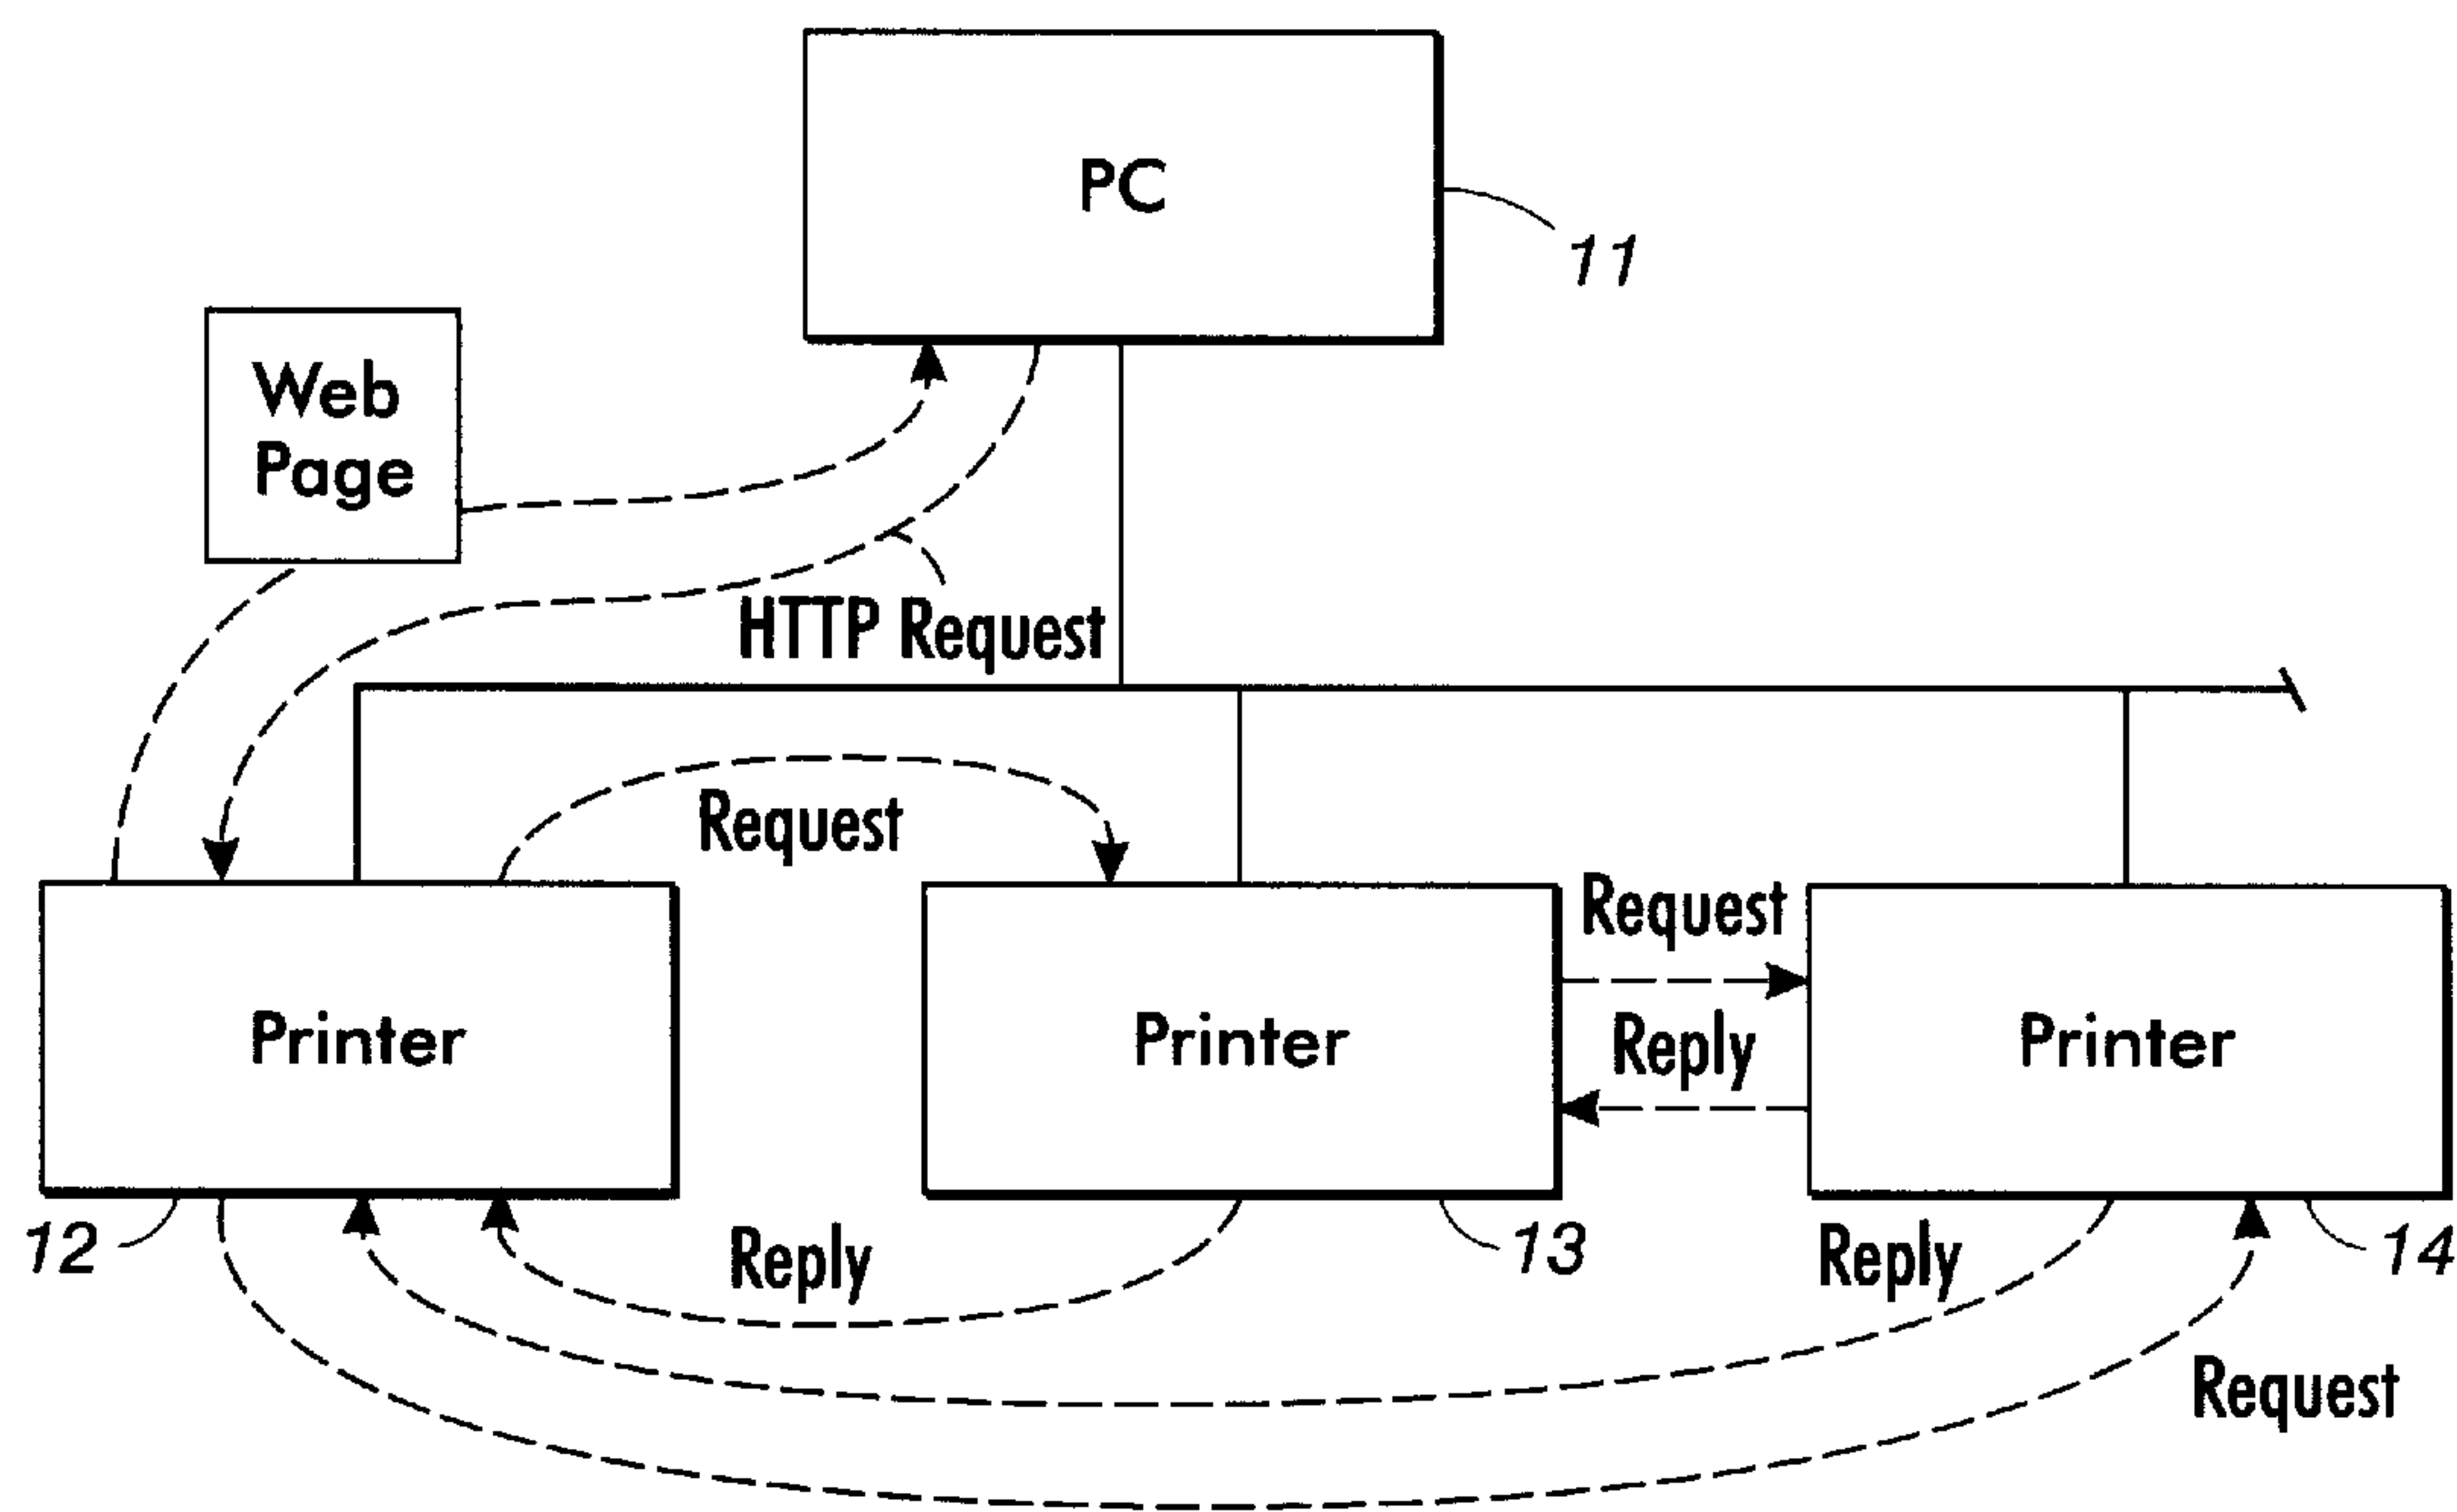 PC
11
Web
Page
HTTP Request
Request
Request
Printer
Printer
Reply
Printer
12
Reply
13
Reply
14
Request